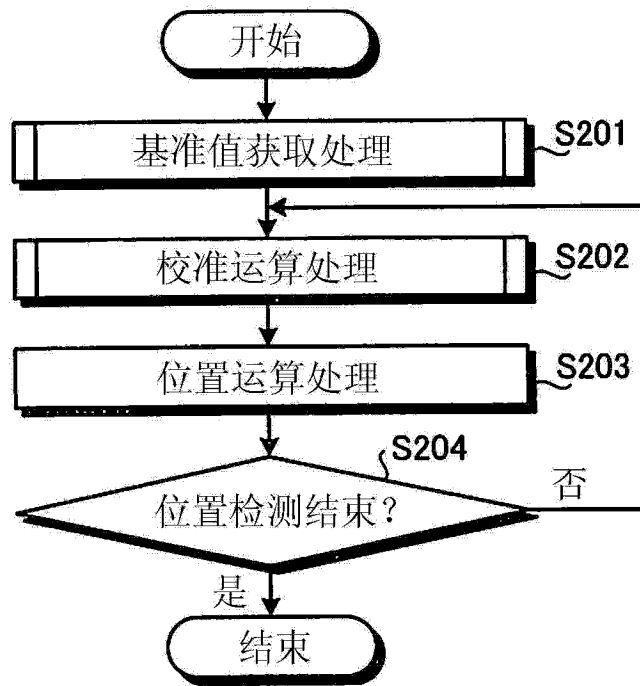 开始
基准值获取处理
S201
校准运算处理
S202
位置运算处理
S203
S204
位置检测结束?
否
是
结束